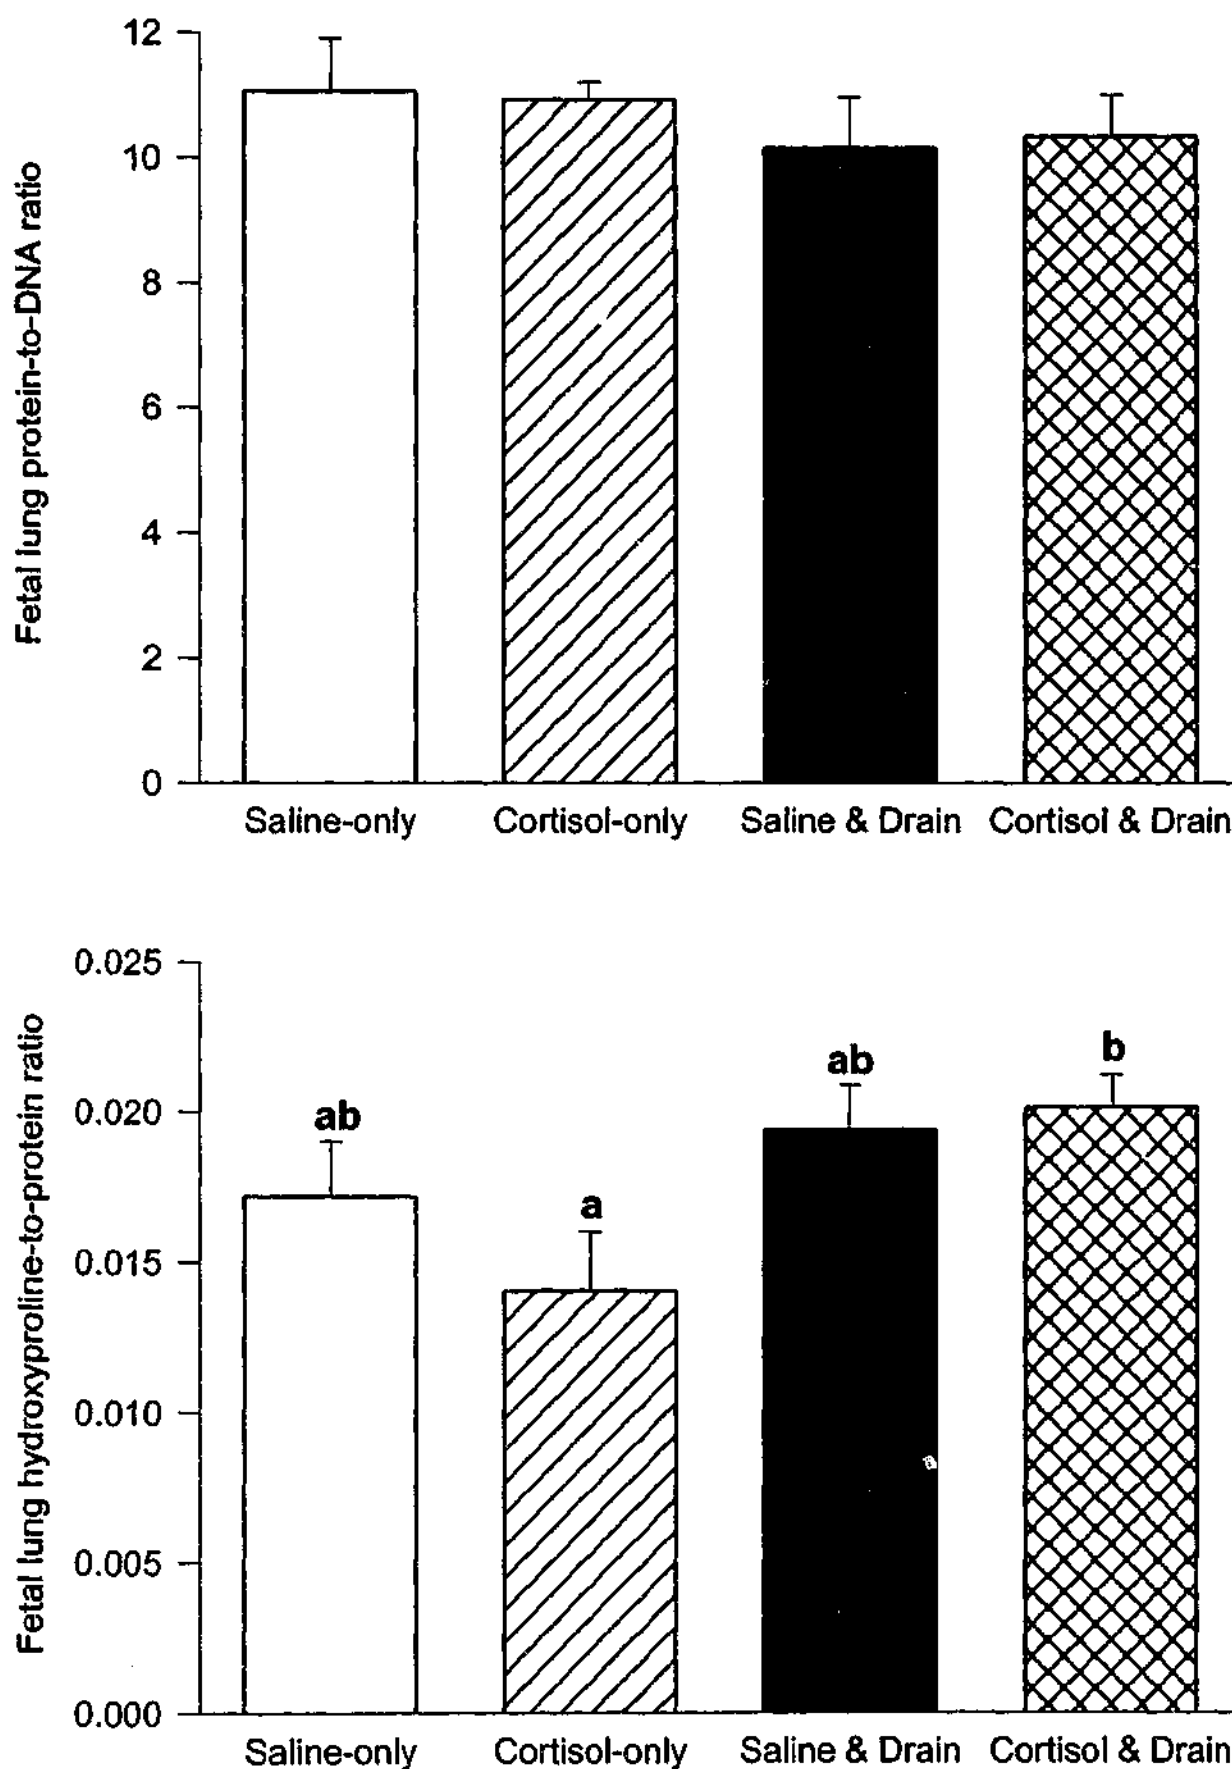 Fetal lung protein-to-DNA ratio
12
10
8
6
4
2
0
Saline-only Cortisol-only Saline & Drain Cortisol & Drain
Fetal lung hydroxyproline-to-protein ratio
0.025
0.020
0.015
0.010
0.005
0.000
ab
a
ab
b
Saline-only Cortisol-only Saline & Drain Cortisol & Drain